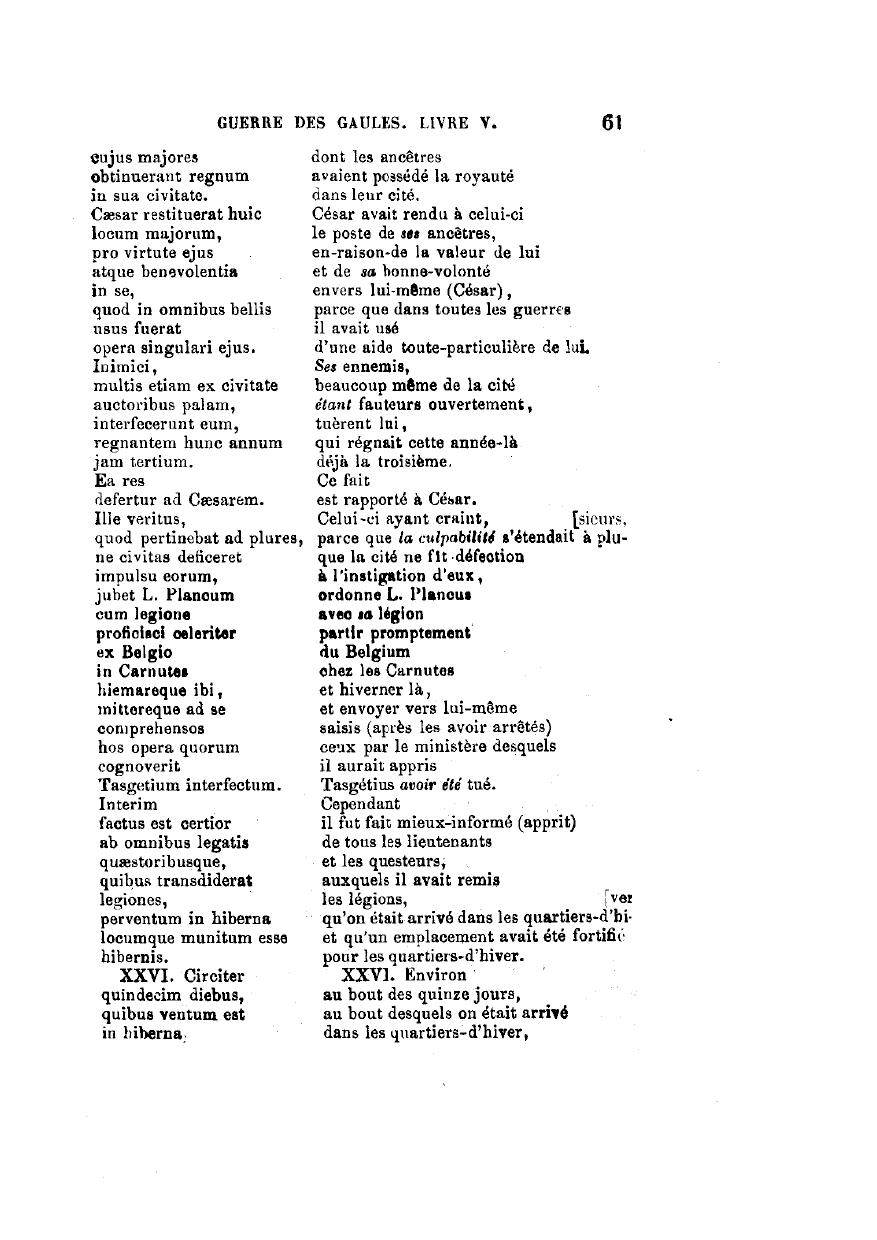 GUERRE DES GAULES. LIVRE V. 61
cujus majores dont les ancêtres
obtinuerant regnum avaient possédé la royauté
in sua civitate. dans leur cité.
Cæsar restituerat huic César avait rendu à celui-ci
locum majorum, le poste de ses ancêtres,
pro virtute ejus en-raison-de la valeur de lui
atque benevolentia et de sa bonne-volonté
in se, envers lui-même (César),
quod in omnibus bellis parce que dans toutes les guerres
usus fuerat il avait usé
opera singulari ejus. d'une aide toute-particulière de lui.
Inimici, Ses ennemis,
multis etiam ex civitate beaucoup même de la cité
auctoribus palam, étant fauteurs ouvertement,
interfecerunt eum, tuèrent lui,
regnantem hunc annum qui régnait cette année-là
jam tertium. déjà la troisième.
Ea res Ce fait
defertur ad Cæsarem. est rapporté à César.
Ille veritus, Celui-ci ayant craint, [sieurs,
quod pertinebat ad plures, parce que la culpabilité s'étendait à plu-
ne civitas deficeret que la cité ne fît défection
impulsu eorum, à l'instigation d'eux,
jubet L. Plancum ordonne L. Plancus
cum legione avec sa légion
proficisci celeriter partir promptement
ex Belgio du Belgium
in Carnutes chez les Carnutes
hiemareque ibi, et hiverner là,
mittereque ad se et envoyer vers lui-même
comprehensos saisis (après les avoir arrêtés)
hos opera quorum ceux par le ministère desquels
cognoverit il aurait appris
Tasgetium interfectum. Tasgétius avoir été tué.
Interim Cependant
factus est certior il fut fait mieux-informé (apprit)
ab omnibus legatis de tous les lieutenants
quæstoribusque, et les questeurs,
quibus transdiderat auxquels il avait remis
legiones, les légions, [ver
perventum in hiberna qu'on était arrivé dans les quartiers-d'hi-
locumque munitum esse et qu'un emplacement avait été fortifié
hibernis. pour les quartiers-d'hiver.
XXVI. Circiter XXVI. Environ
quindecim diebus, au bout des quinze jours,
quibus ventum est au bout desquels on était arrivé
in hiberna. dans les quartiers-d'hiver,